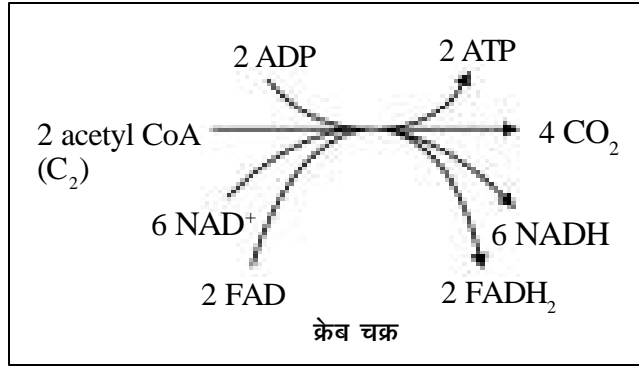 2 ADP 2 ATP
2 acetyl CoA 4 CO₂
(C₂)
6 NAD⁺ 6 NADH
2 FAD 2 FADH₂
क्रेब चक्र